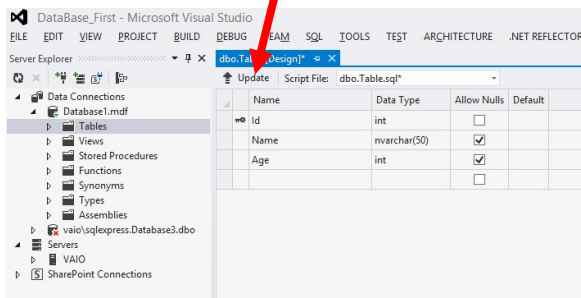 DataBase_First - Microsoft Visual Studio
FILE EDIT VIEW PROJECT BUILD DEBUG TEAM SQL TOOLS TEST ARCHITECTURE .NET REFLECTOR
Server Explorer
dbo.Table [Design]*
Update Script File: dbo.Table.sql*
Data Connections
Database1.mdf
Tables
Views
Stored Procedures
Functions
Synonyms
Types
Assemblies
vaio\sqlexpress.Database3.dbo
Servers
VAIO
SharePoint Connections
Name Data Type Allow Nulls Default
Id int
Name nvarchar(50)
Age int